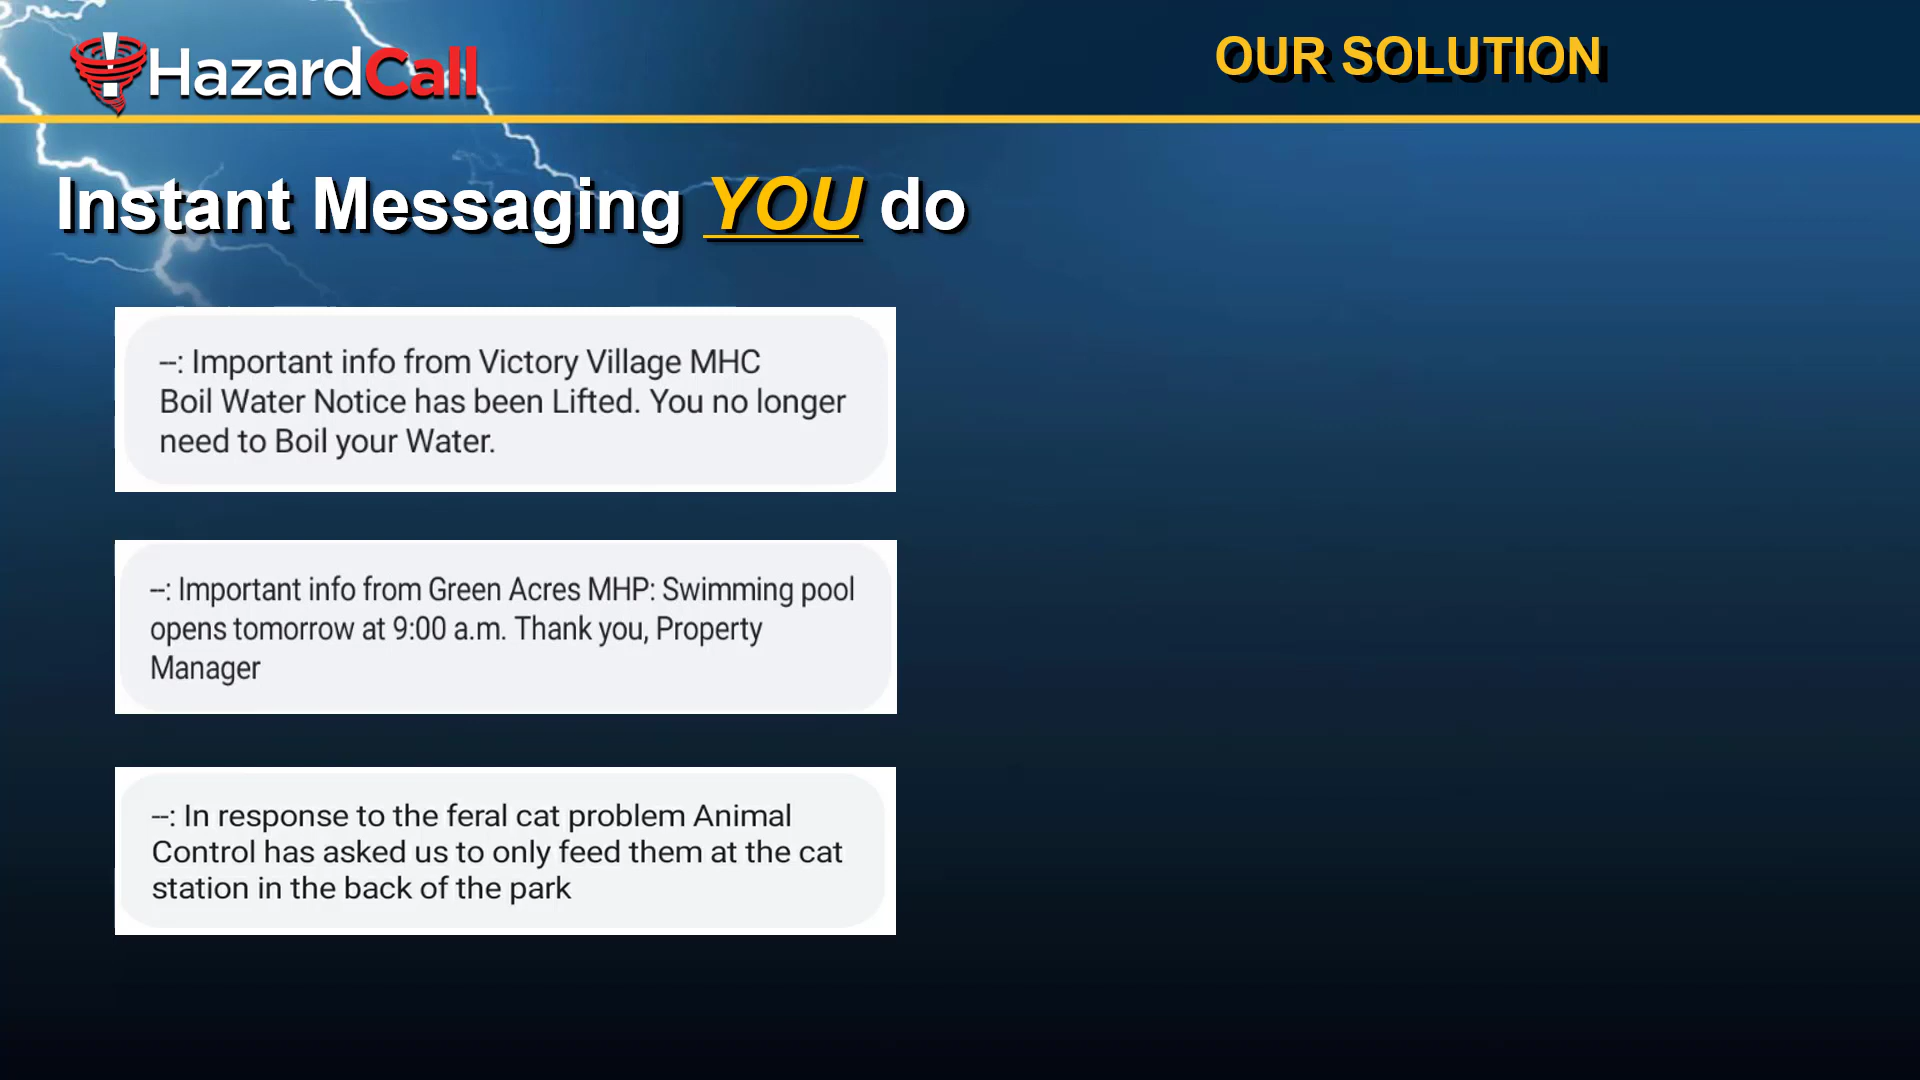 HazardCall
OUR SOLUTION
Instant Messaging YOU do
--: Important info from Victory Village MHC
Boil Water Notice has been Lifted. You no longer
need to Boil your Water.
--: Important info from Green Acres MHP: Swimming pool
opens tomorrow at 9:00 a.m. Thank you, Property
Manager
--: In response to the feral cat problem Animal
Control has asked us to only feed them at the cat
station in the back of the park